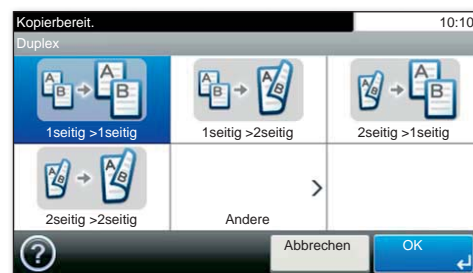 Kopierbereit. 10:10
Duplex
A B A B
1seitig >1seitig
A B A B
1seitig >2seitig
A B A B
2seitig >1seitig
A B A B
2seitig >2seitig
Andere
?
Abbrechen
OK